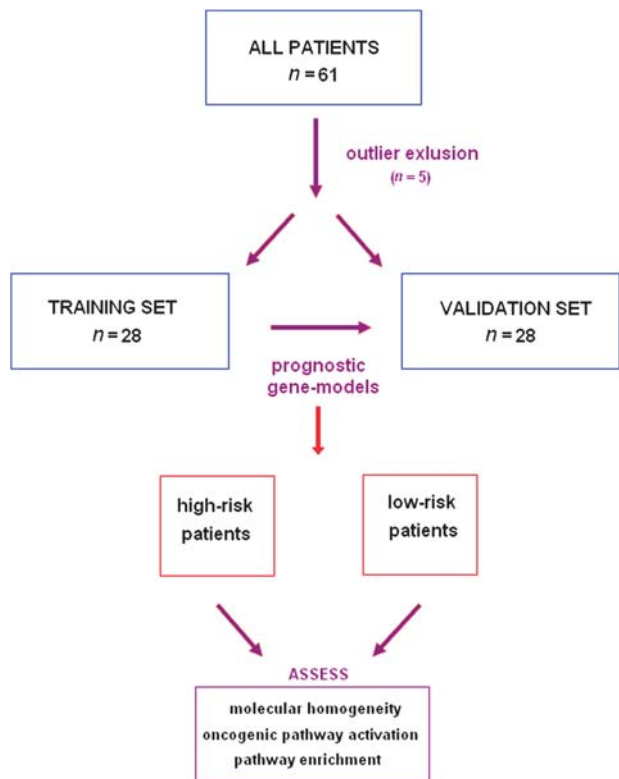 ALL PATIENTS
n = 61
outlier exlusion
(n = 5)
TRAINING SET
n = 28
VALIDATION SET
n = 28
prognostic
gene-models
high-risk
patients
low-risk
patients
ASSESS
molecular homogeneity
oncogenic pathway activation
pathway enrichment